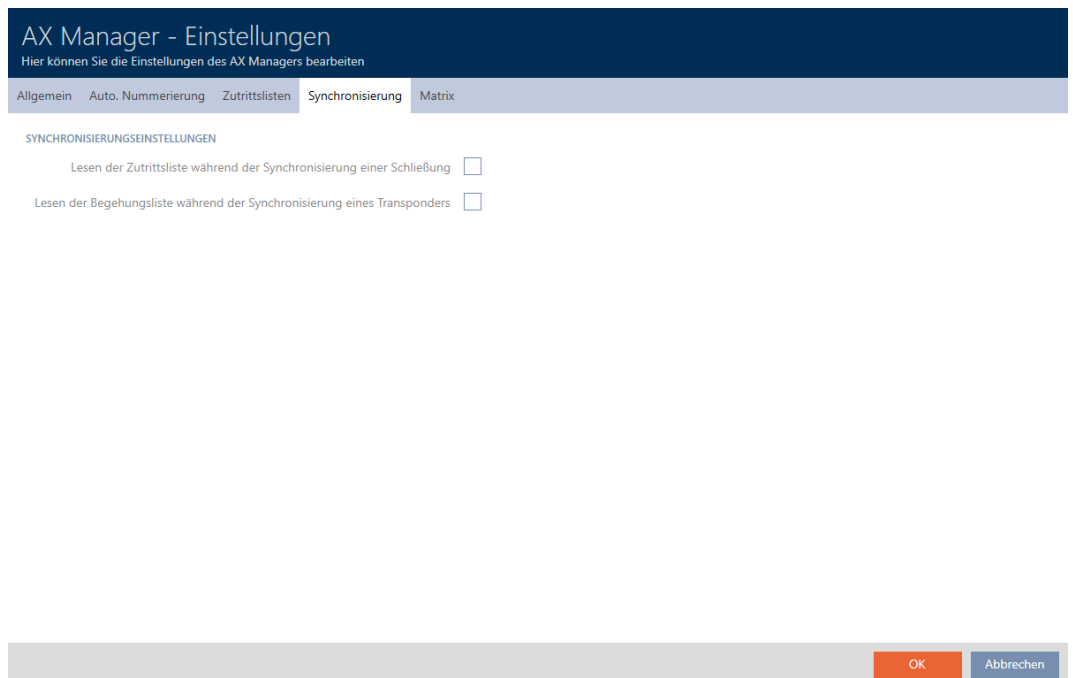 AX Manager - Einstellungen
Hier können Sie die Einstellungen des AX Managers bearbeiten
Allgemein Auto. Nummerierung Zutrittslisten Synchronisierung Matrix
SYNCHRONISIERUNGSEINSTELLUNGEN
Lesen der Zutrittsliste während der Synchronisierung einer Schließung
Lesen der Begehungsliste während der Synchronisierung eines Transponders
OK Abbrechen